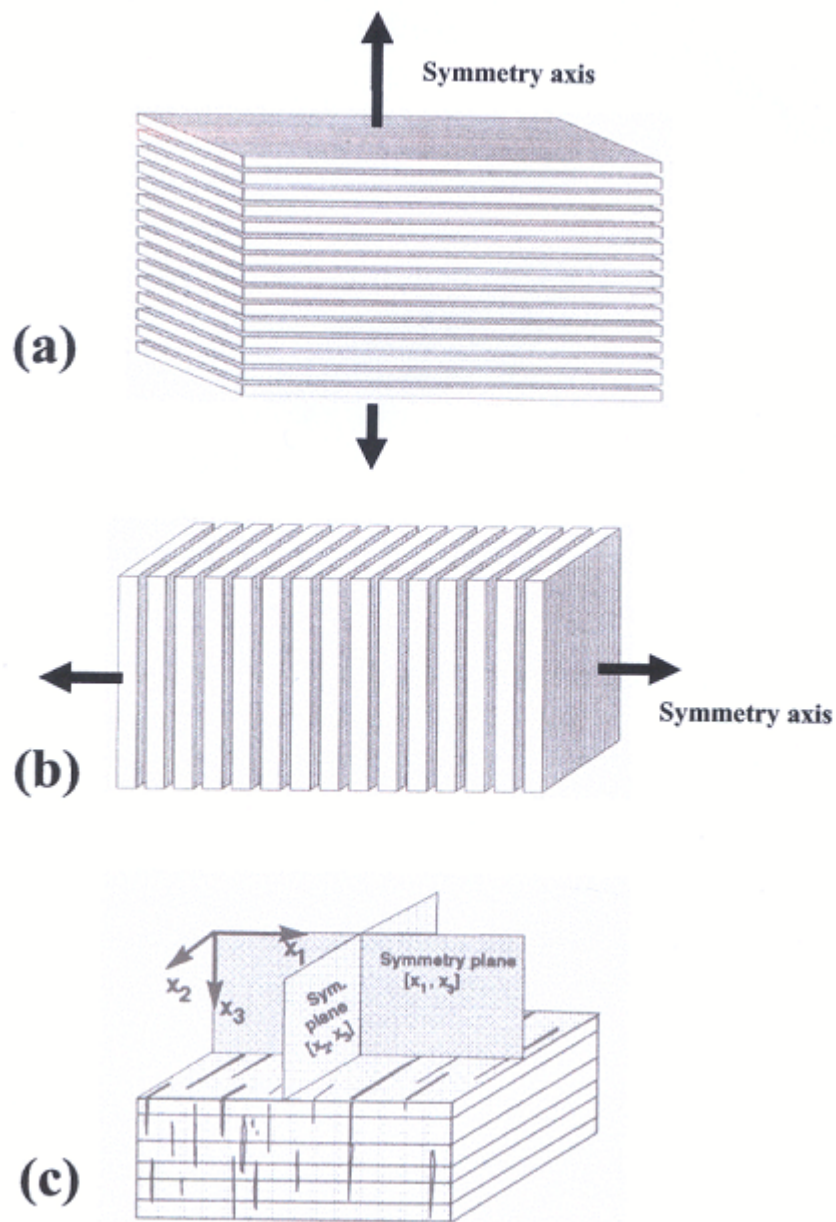 Symmetry axis
(a)
Symmetry axis
(b)
x1
x2
x3
Symmetry plane
[x1, x3]
Sym.
plane
[x2, x3]
(c)